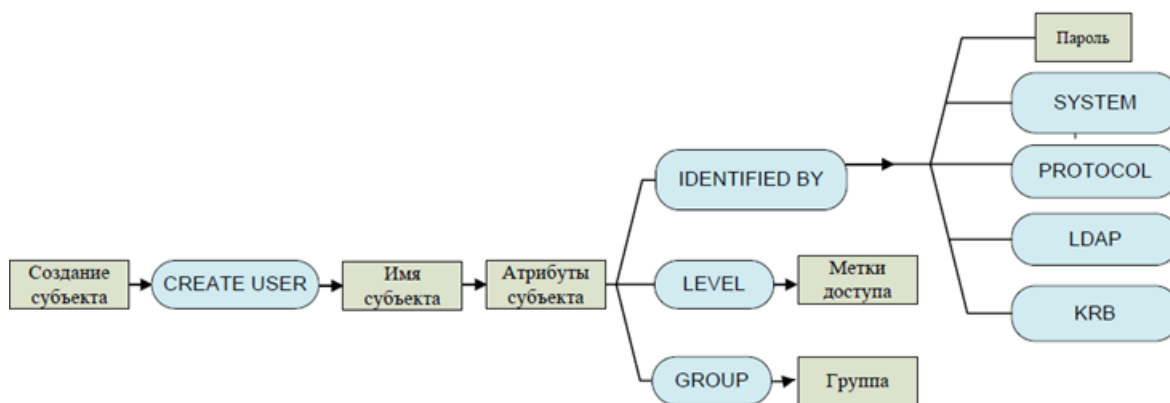 Пароль
SYSTEM
IDENTIFIED BY
PROTOCOL
LDAP
Создание
субъекта
CREATE USER
Имя
субъекта
Атрибуты
субъекта
LEVEL
Метки
доступа
KRB
GROUP
Группа